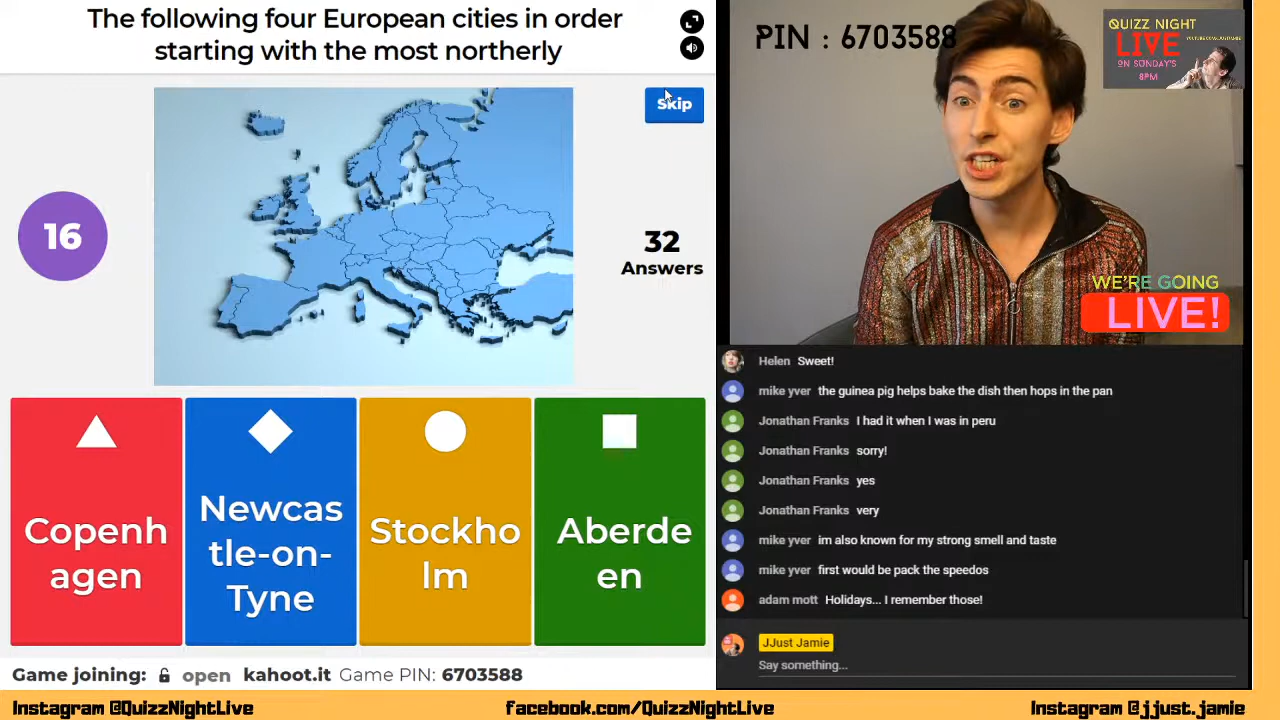 The following four European cities in order
starting with the most northerly
Skip
16
32
Answers
Copenh
agen
Newcas
tle-on-
Tyne
Stockho
lm
Aberde
en
Game joining: open kahoot.it Game PIN: 6703588
PIN : 6703588
QUIZZ NIGHT
LIVE
ON SUNDAY'S
8PM
WE'RE GOING
LIVE!
Helen Sweet!
mike yver the guinea pig helps bake the dish then hops in the pan
Jonathan Franks I had it when I was in peru
Jonathan Franks sorry!
Jonathan Franks yes
Jonathan Franks very
mike yver im also known for my strong smell and taste
mike yver first would be pack the speedos
adam mott Holidays... I remember those!
JJust Jamie
Say something...
Instagram @QuizzNightLive
facebook.com/QuizzNightLive
Instagram @jjust.jamie